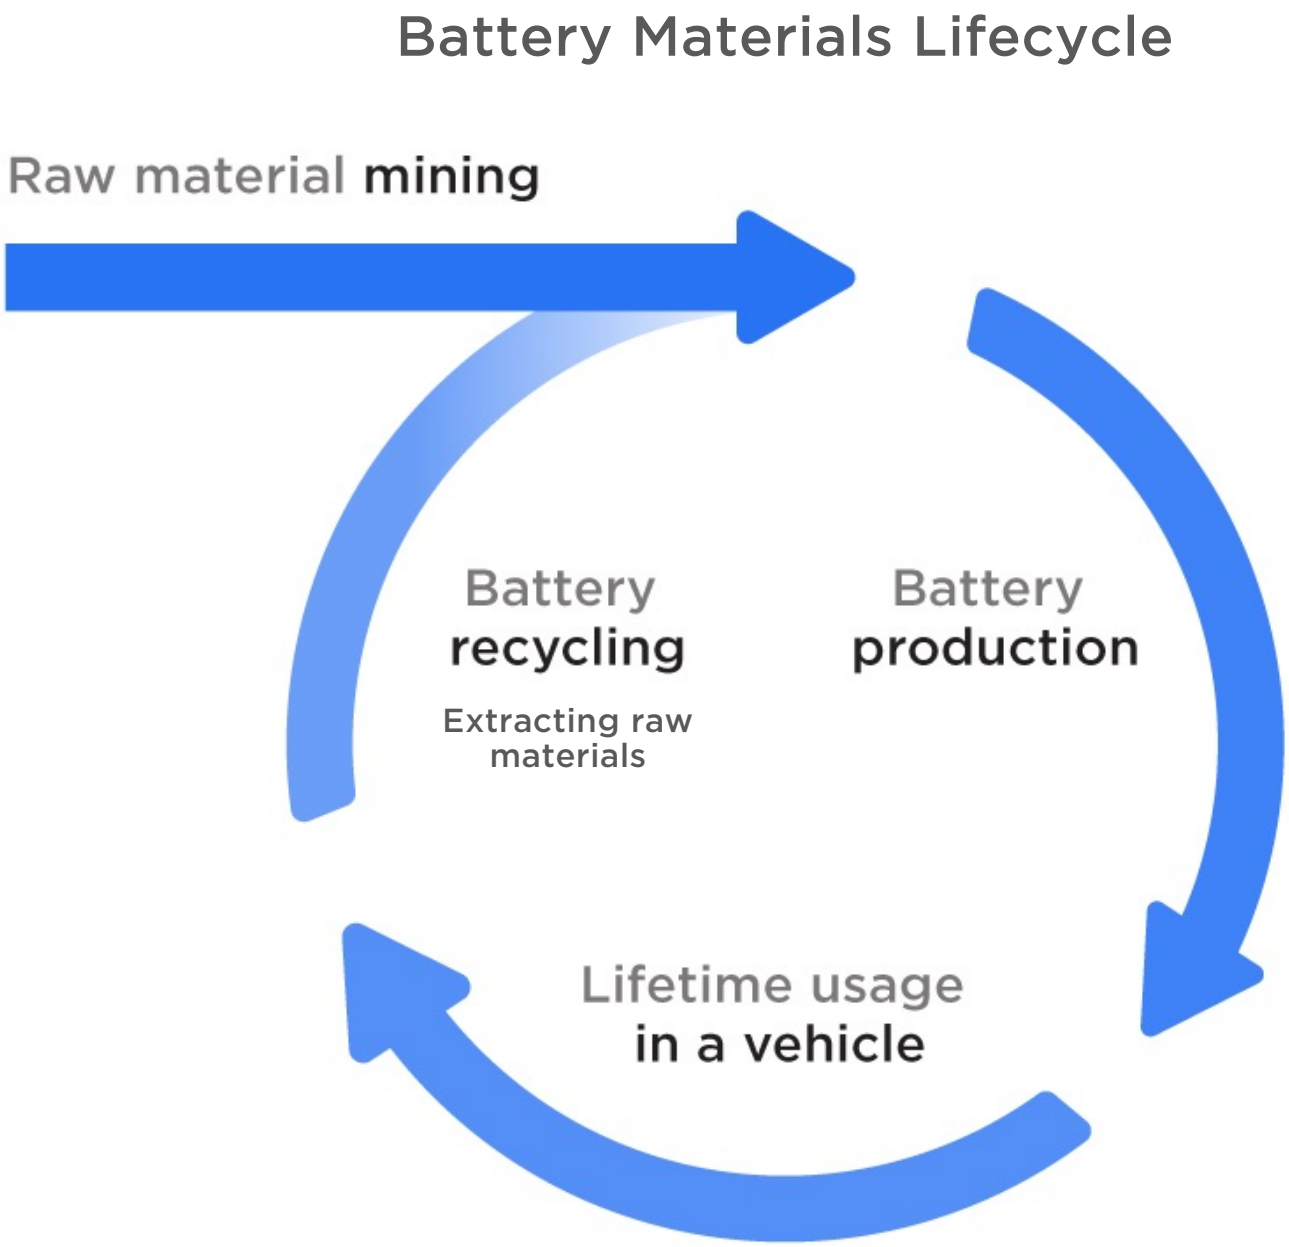 Battery Materials Lifecycle
Raw material mining
Battery
recycling
Extracting raw
materials
Battery
production
Lifetime usage
in a vehicle